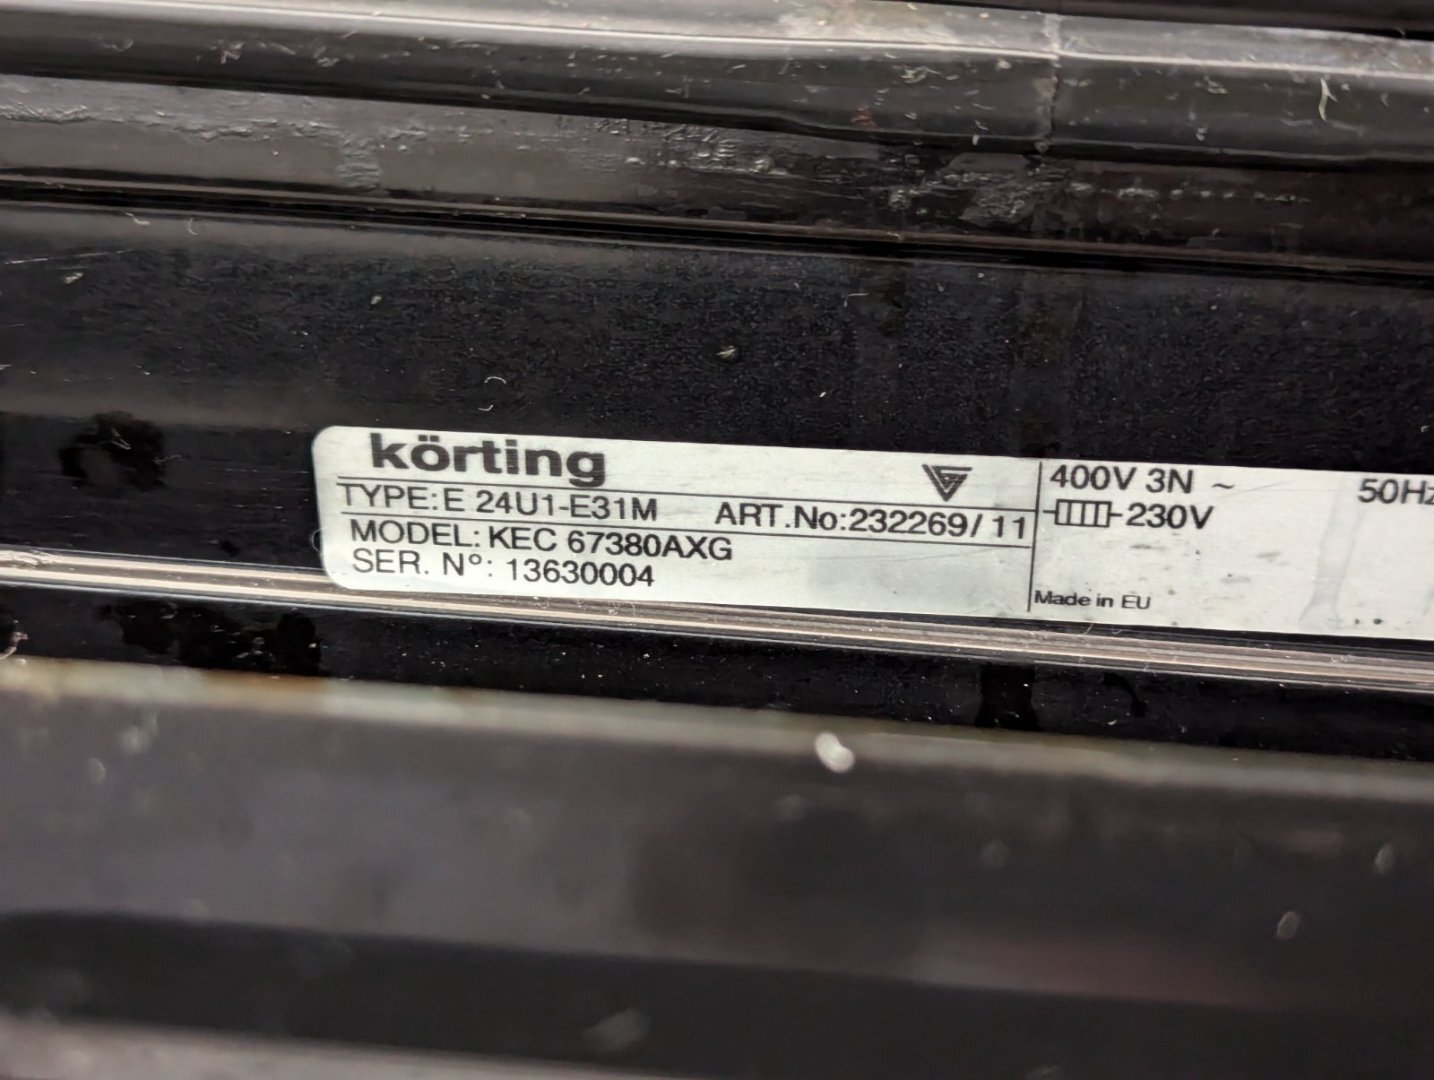 körting
TYPE: E 24U1-E31M ART.No:232269/11
MODEL: KEC 67380AXG
SER. Nº: 13630004
400V 3N ~ 50Hz
230V
Made in EU